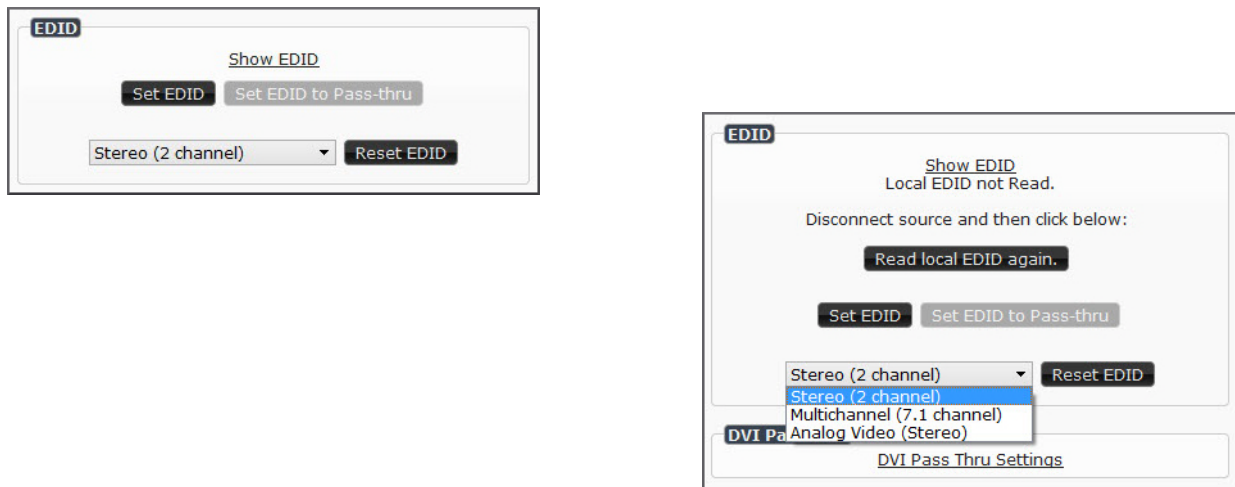 EDID
Show EDID
Set EDID Set EDID to Pass-thru
Stereo (2 channel) Reset EDID
EDID
Show EDID
Local EDID not Read.
Disconnect source and then click below:
Read local EDID again.
Set EDID Set EDID to Pass-thru
Stereo (2 channel) Reset EDID
Stereo (2 channel)
Multichannel (7.1 channel)
Analog Video (Stereo)
DVI Pa
DVI Pass Thru Settings